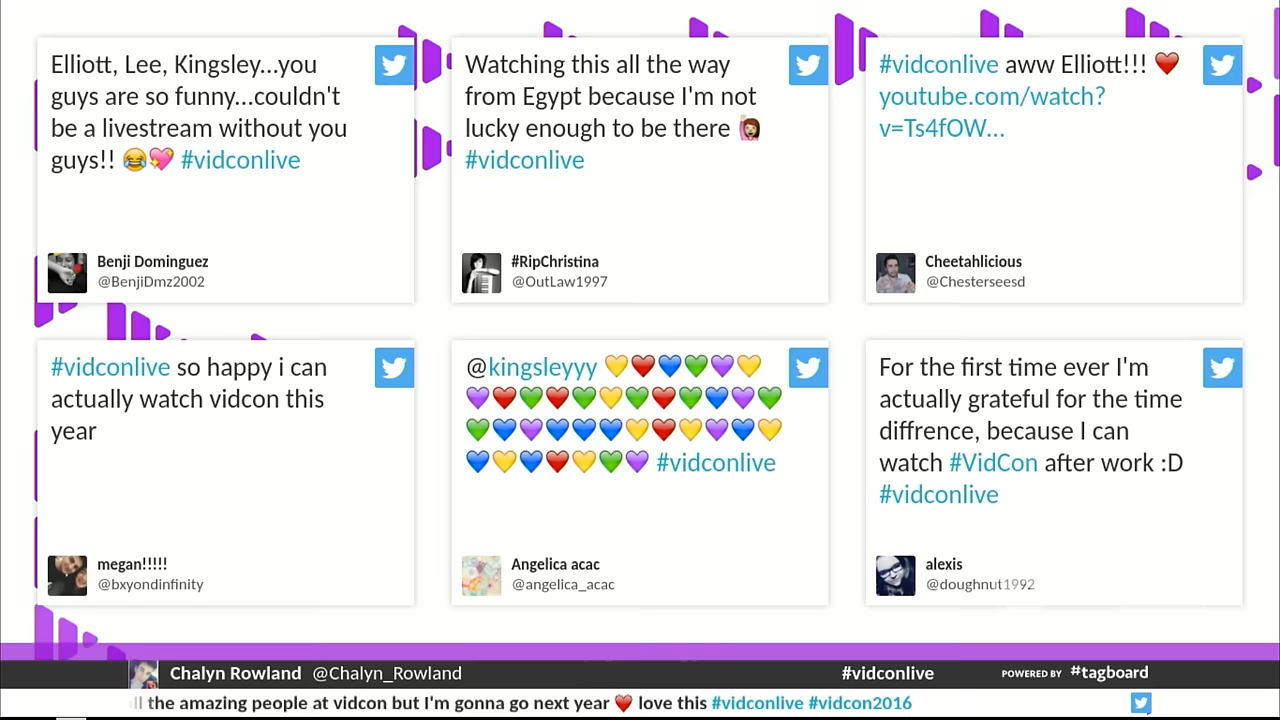 Elliott, Lee, Kingsley...you
guys are so funny...couldn't
be a livestream without you
guys!! 😂💖 #vidconlive
Benji Dominguez
@BenjiDmz2002
Watching this all the way
from Egypt because I'm not
lucky enough to be there 🙋
#vidconlive
#RipChristina
@OutLaw1997
#vidconlive aww Elliott!!! ❤️
youtube.com/watch?
v=Ts4fOW...
Cheetahlicious
@Chesterseesd
#vidconlive so happy i can
actually watch vidcon this
year
megan!!!!!
@bxyondinfinity
@kingsleyyy 💛❤️💙💚💜💛
💜❤️💚❤️💚💛💚❤️💚💙💜💚
💚💙💜💙💙💙💛❤️💛💜💙💛
💙💛💙❤️💛💚💜 #vidconlive
Angelica acac
@angelica_acac
For the first time ever I'm
actually grateful for the time
diffrence, because I can
watch #VidCon after work :D
#vidconlive
alexis
@doughnut1992
Chalyn Rowland @Chalyn_Rowland #vidconlive POWERED BY #tagboard
the amazing people at vidcon but I'm gonna go next year ❤️ love this #vidconlive #vidcon2016